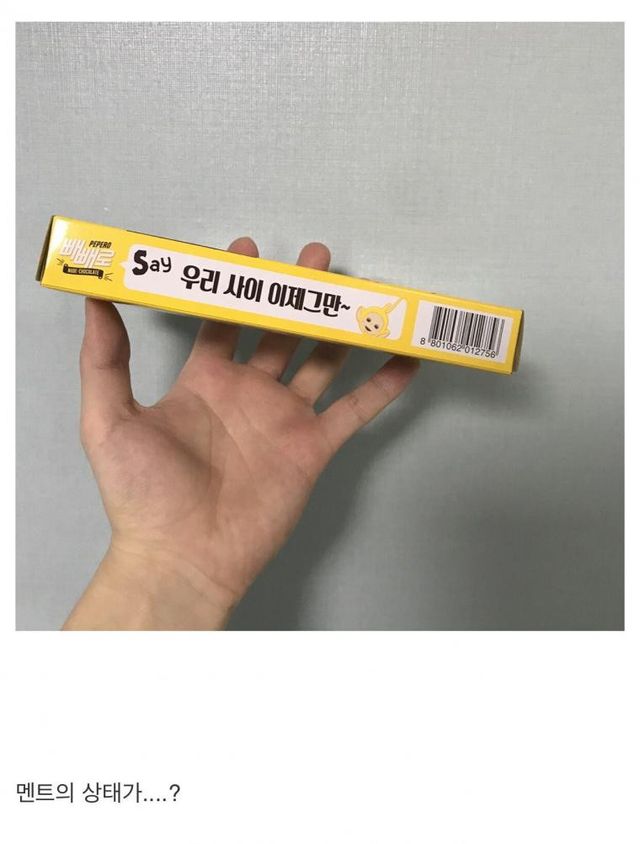 빼빼로
PEPERO
NUDE CHOCOLATE
Say 우리 사이 이제그만~
8 801062 012756
멘트의 상태가....?